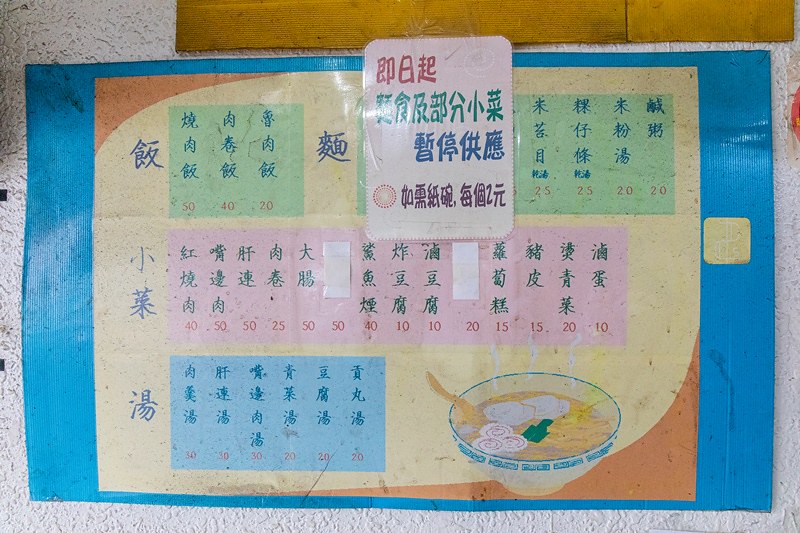 即日起
麵食及部分小菜
暫停供應
如需紙碗,每個2元
飯
燒肉飯 50
肉卷飯 40
魯肉飯 20
麵
米苔目 乾湯 25
粿仔條 乾湯 25
米粉湯 20
鹹粥 20
小菜
紅燒肉 40
嘴邊肉 50
肝連 50
肉卷 25
大腸 50
50
鯊魚煙 40
炸豆腐 10
滷豆腐 10
20
蘿蔔糕 15
豬皮 15
燙青菜 20
滷蛋 10
湯
肉羹湯 30
肝連湯 30
嘴邊肉湯 30
青菜湯 20
豆腐湯 20
貢丸湯 20